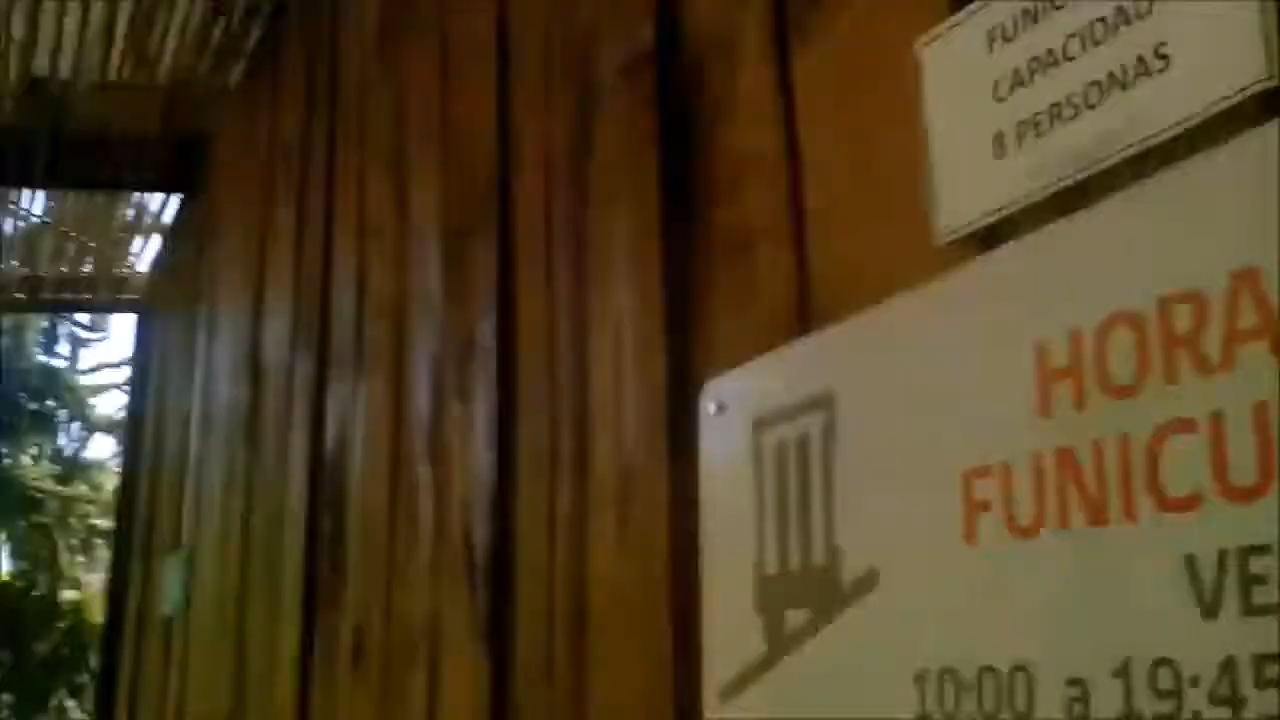 CAPACIDAD
8 PERSONAS
HORA
FUNICU
VE
10:00 a 19:45